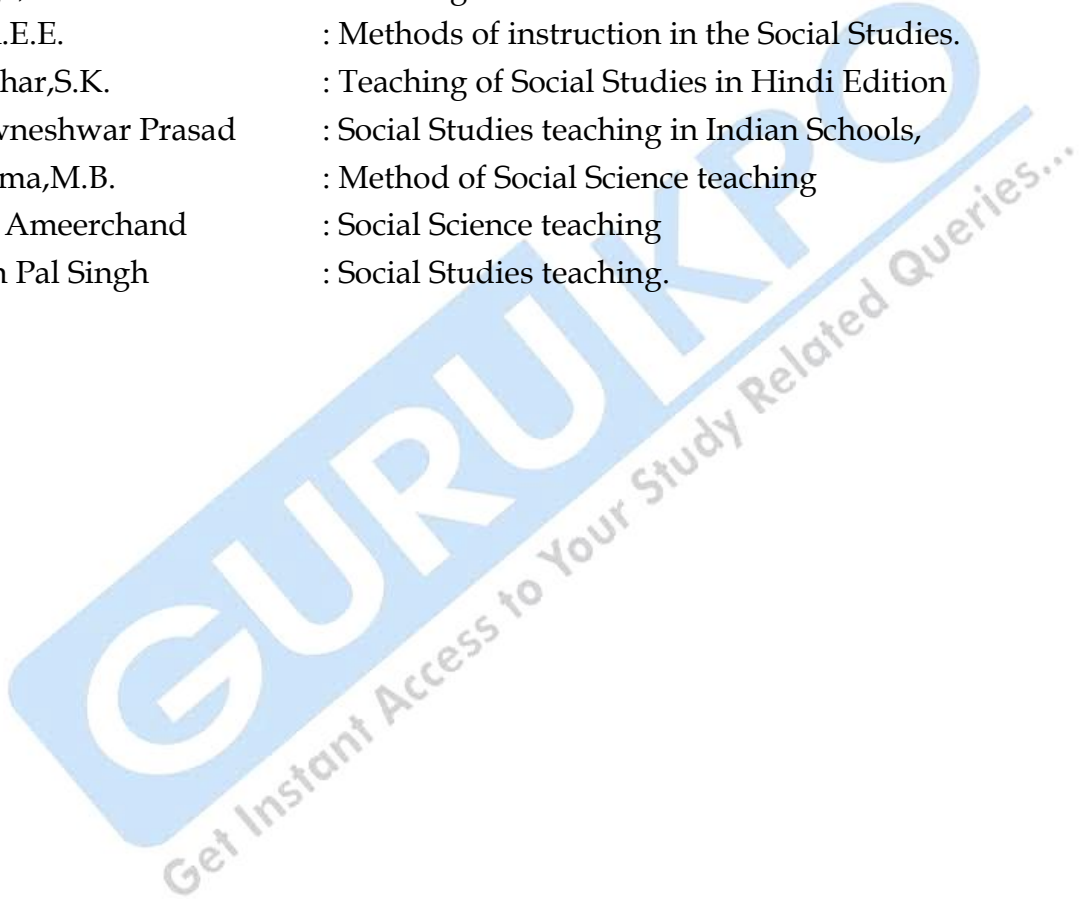 .E.E. : Methods of instruction in the Social Studies.
har,S.K. : Teaching of Social Studies in Hindi Edition
vneshwar Prasad : Social Studies teaching in Indian Schools,
ma,M.B. : Method of Social Science teaching
Ameerchand : Social Science teaching
n Pal Singh : Social Studies teaching.
GURUKPO
Get Instant Access to Your Study Related Queries...